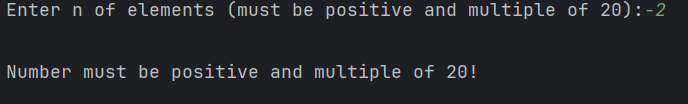 Enter n of elements (must be positive and multiple of 20):-2
Number must be positive and multiple of 20!